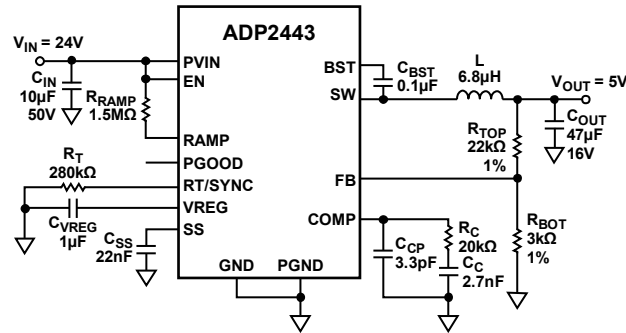 ADP2443
V_IN = 24V
C_IN
10µF
50V
R_RAMP
1.5MΩ
R_T
280kΩ
C_VREG
1µF
C_SS
22nF
PVIN
EN
RAMP
PGOOD
RT/SYNC
VREG
SS
GND
PGND
BST
SW
FB
COMP
C_BST
0.1µF
L
6.8µH
V_OUT = 5V
C_OUT
47µF
16V
R_TOP
22kΩ
1%
R_BOT
3kΩ
1%
C_CP
3.3pF
R_C
20kΩ
C_C
2.7nF